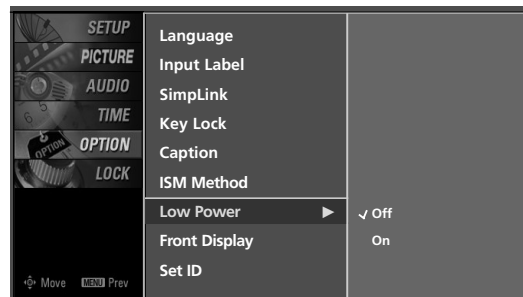 SETUP
PICTURE
AUDIO
TIME
OPTION
LOCK
Move MENU Prev
Language
Input Label
SimpLink
Key Lock
Caption
ISM Method
Low Power ►
Front Display
Set ID
✓ Off
On